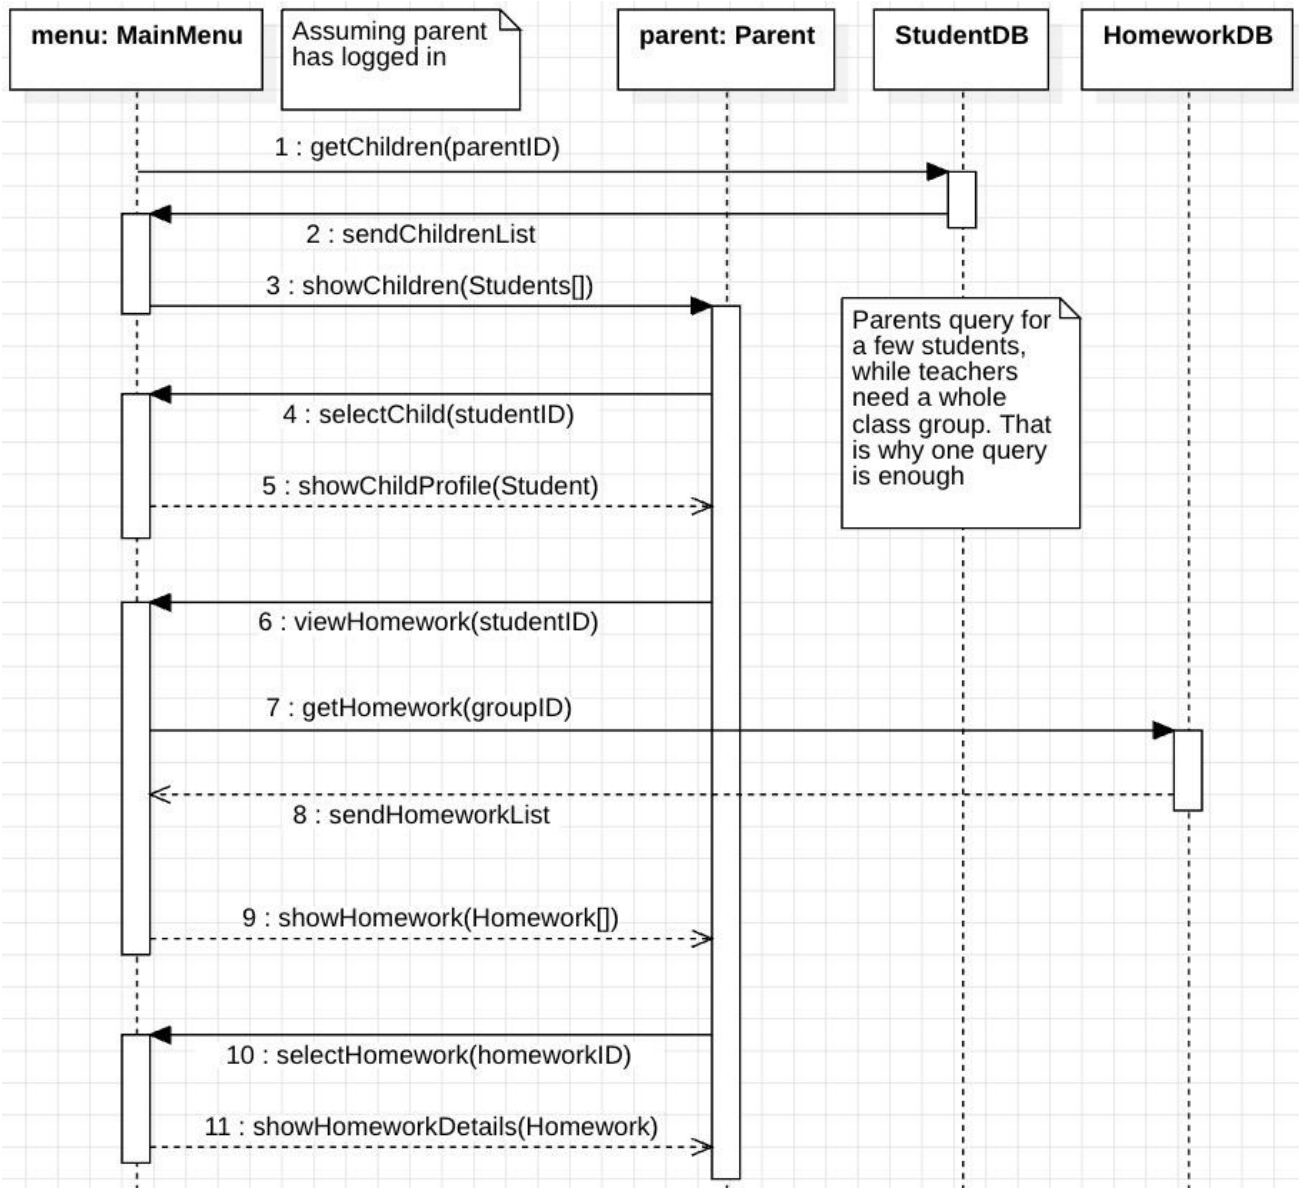 menu: MainMenu
Assuming parent
has logged in
parent: Parent
StudentDB
HomeworkDB
1 : getChildren(parentID)
2 : sendChildrenList
3 : showChildren(Students[])
Parents query for
a few students,
while teachers
need a whole
class group. That
is why one query
is enough
4 : selectChild(studentID)
5 : showChildProfile(Student)
6 : viewHomework(studentID)
7 : getHomework(groupID)
8 : sendHomeworkList
9 : showHomework(Homework[])
10 : selectHomework(homeworkID)
11 : showHomeworkDetails(Homework)